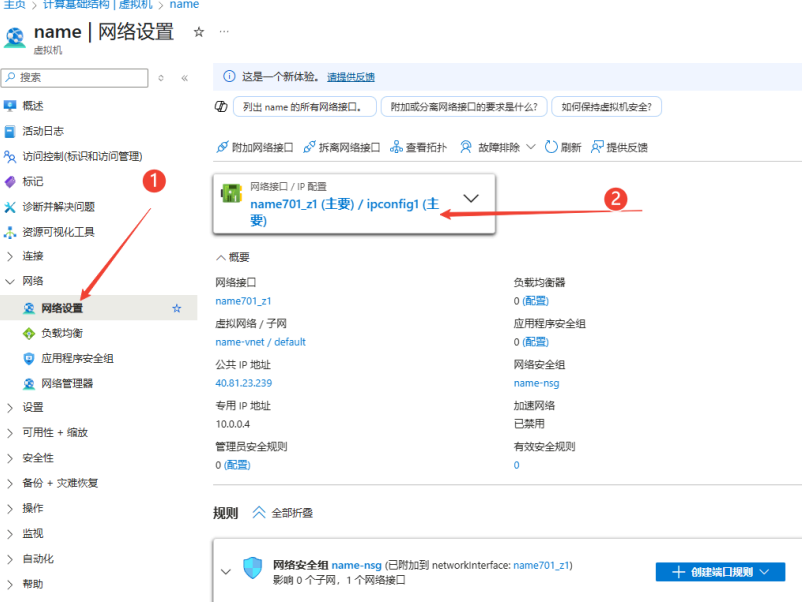 主页 > 计算基础结构 | 虚拟机 > name
name | 网络设置 ☆ ...
虚拟机
搜索
概述
活动日志
访问控制(标识和访问管理)
标记
诊断并解决问题
资源可视化工具
连接
网络
网络设置
负载均衡
应用程序安全组
网络管理器
设置
可用性 + 缩放
安全性
备份 + 灾难恢复
操作
监视
自动化
帮助
1
这是一个新体验。 请提供反馈
列出 name 的所有网络接口。 附加或分离网络接口的要求是什么? 如何保持虚拟机安全?
附加网络接口 拆离网络接口 查看拓扑 故障排除 刷新 提供反馈
网络接口 / IP 配置
name701_z1 (主要) / ipconfig1 (主
要)
2
概要
网络接口
name701_z1
虚拟网络 / 子网
name-vnet / default
公共 IP 地址
40.81.23.239
专用 IP 地址
10.0.0.4
管理员安全规则
0 (配置)
负载均衡器
0 (配置)
应用程序安全组
0 (配置)
网络安全组
name-nsg
加速网络
已禁用
有效安全规则
0
规则 全部折叠
网络安全组 name-nsg (已附加到 networkInterface: name701_z1)
影响 0 个子网，1 个网络接口
创建端口规则